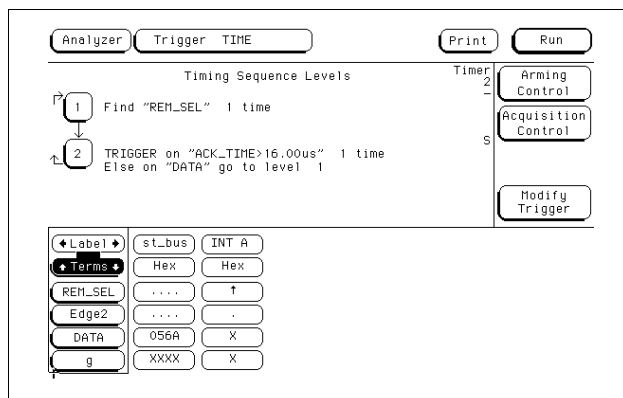 Analyzer Trigger TIME Print Run
Timing Sequence Levels
Timer
2
-
S
Arming
Control
Acquisition
Control
Modify
Trigger
1 Find "REM_SEL" 1 time
2 TRIGGER on "ACK_TIME>16.00us" 1 time
Else on "DATA" go to level 1
Label st_bus INT A
Terms Hex Hex
REM_SEL .... ↑
Edge2 .... .
DATA 056A X
g XXXX X